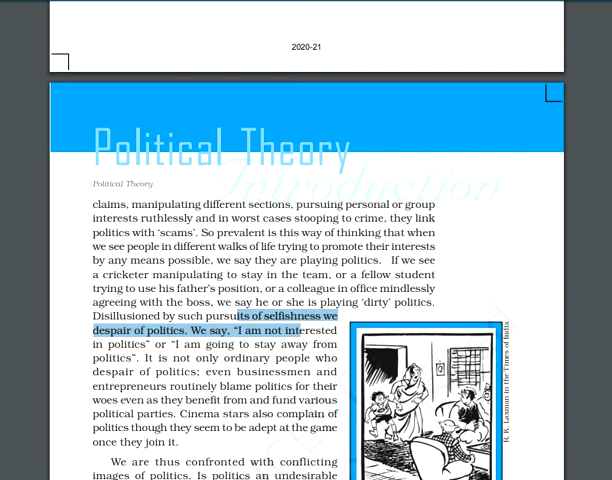 2020-21
Political Theory
Introduction
Political Theory
claims, manipulating different sections, pursuing personal or group
interests ruthlessly and in worst cases stooping to crime, they link
politics with ‘scams’. So prevalent is this way of thinking that when
we see people in different walks of life trying to promote their interests
by any means possible, we say they are playing politics. If we see
a cricketer manipulating to stay in the team, or a fellow student
trying to use his father’s position, or a colleague in office mindlessly
agreeing with the boss, we say he or she is playing ‘dirty’ politics.
Disillusioned by such pursuits of selfishness we
despair of politics. We say, “I am not interested
in politics” or “I am going to stay away from
politics”. It is not only ordinary people who
despair of politics; even businessmen and
entrepreneurs routinely blame politics for their
woes even as they benefit from and fund various
political parties. Cinema stars also complain of
politics though they seem to be adept at the game
once they join it.
We are thus confronted with conflicting
images of politics. Is politics an undesirable
R. K. Laxman in the Times of India